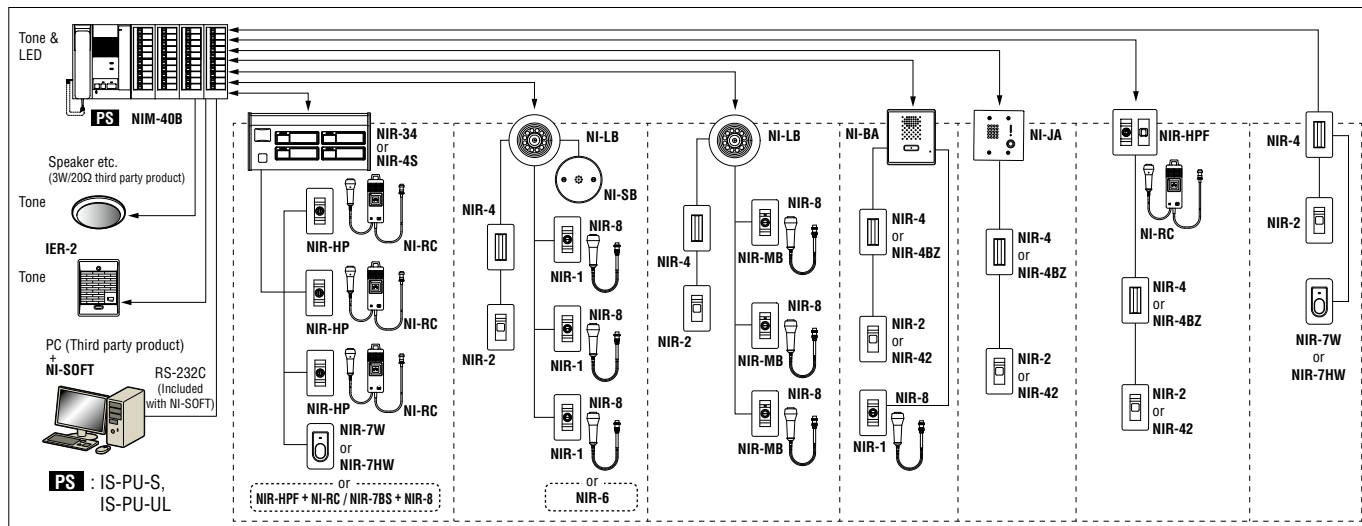 Tone &
LED
PS NIM-40B
Speaker etc.
(3W/20Ω third party product)
Tone
IER-2
Tone
PC (Third party product)
+
NI-SOFT
RS-232C
(Included
with NI-SOFT)
PS : IS-PU-S,
IS-PU-UL
NIR-34
or
NIR-4S
NIR-HP
NI-RC
NIR-HP
NI-RC
NIR-HP
NI-RC
NIR-7W
or
NIR-7HW
or
NIR-HPF + NI-RC / NIR-7BS + NIR-8
NI-LB
NI-SB
NIR-4
NIR-2
NIR-8
NIR-1
NIR-8
NIR-1
NIR-8
NIR-1
or
NIR-6
NI-LB
NIR-4
NIR-2
NIR-8
NIR-MB
NIR-8
NIR-MB
NIR-8
NIR-MB
NI-BA
NIR-4
or
NIR-4BZ
NIR-2
or
NIR-42
NIR-8
NIR-1
NI-JA
NIR-4
or
NIR-4BZ
NIR-2
or
NIR-42
NIR-HPF
NI-RC
NIR-4
or
NIR-4BZ
NIR-2
or
NIR-42
NIR-4
NIR-2
NIR-7W
or
NIR-7HW